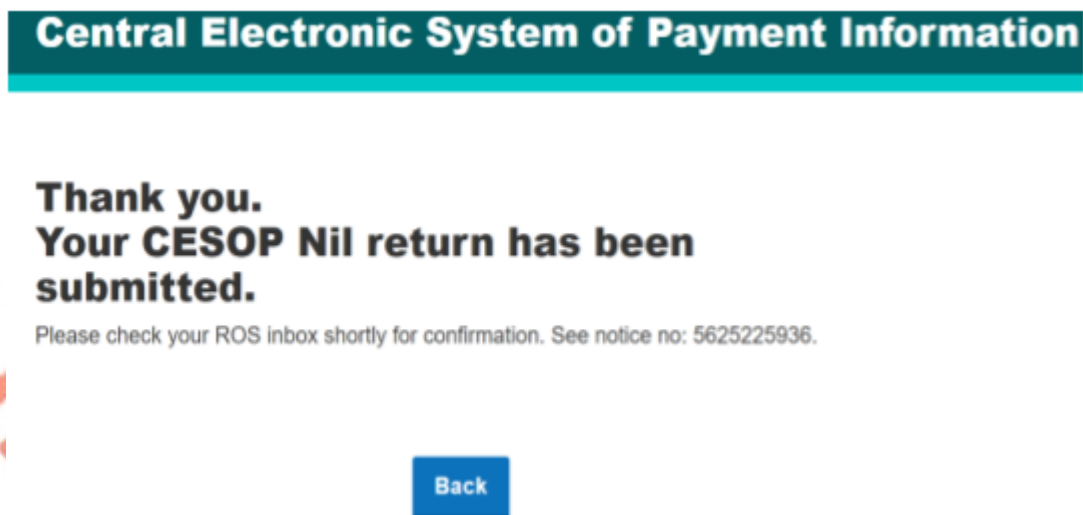 Central Electronic System of Payment Information
Thank you.
Your CESOP Nil return has been
submitted.
Please check your ROS inbox shortly for confirmation. See notice no: 5625225936.
Back